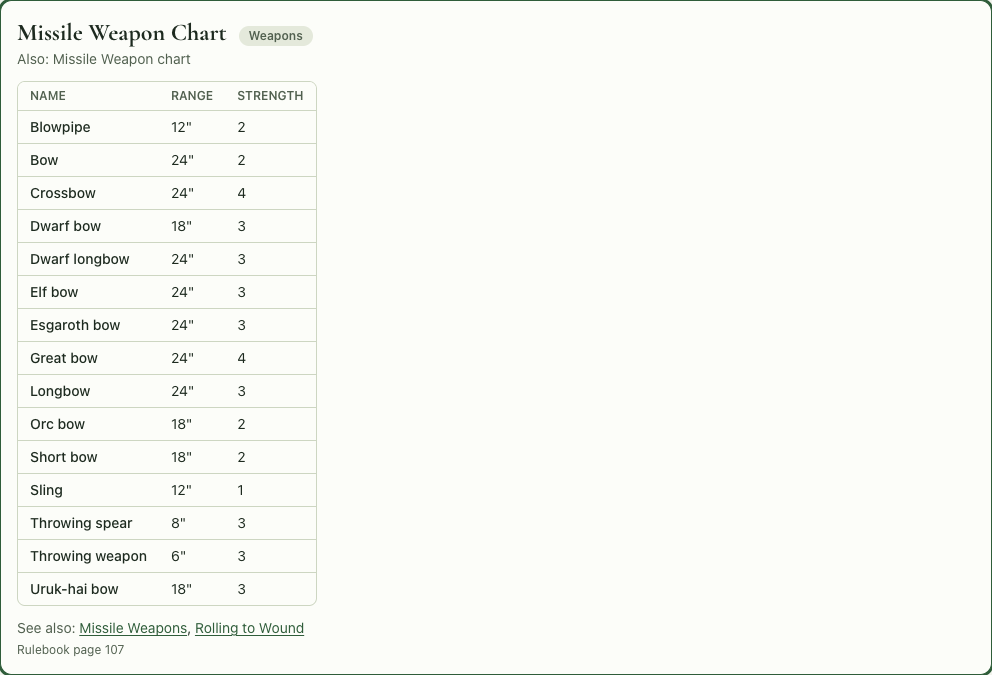 Missile Weapon Chart Weapons
Also: Missile Weapon chart
NAME RANGE STRENGTH
Blowpipe 12" 2
Bow 24" 2
Crossbow 24" 4
Dwarf bow 18" 3
Dwarf longbow 24" 3
Elf bow 24" 3
Esgaroth bow 24" 3
Great bow 24" 4
Longbow 24" 3
Orc bow 18" 2
Short bow 18" 2
Sling 12" 1
Throwing spear 8" 3
Throwing weapon 6" 3
Uruk-hai bow 18" 3
See also: Missile Weapons, Rolling to Wound
Rulebook page 107